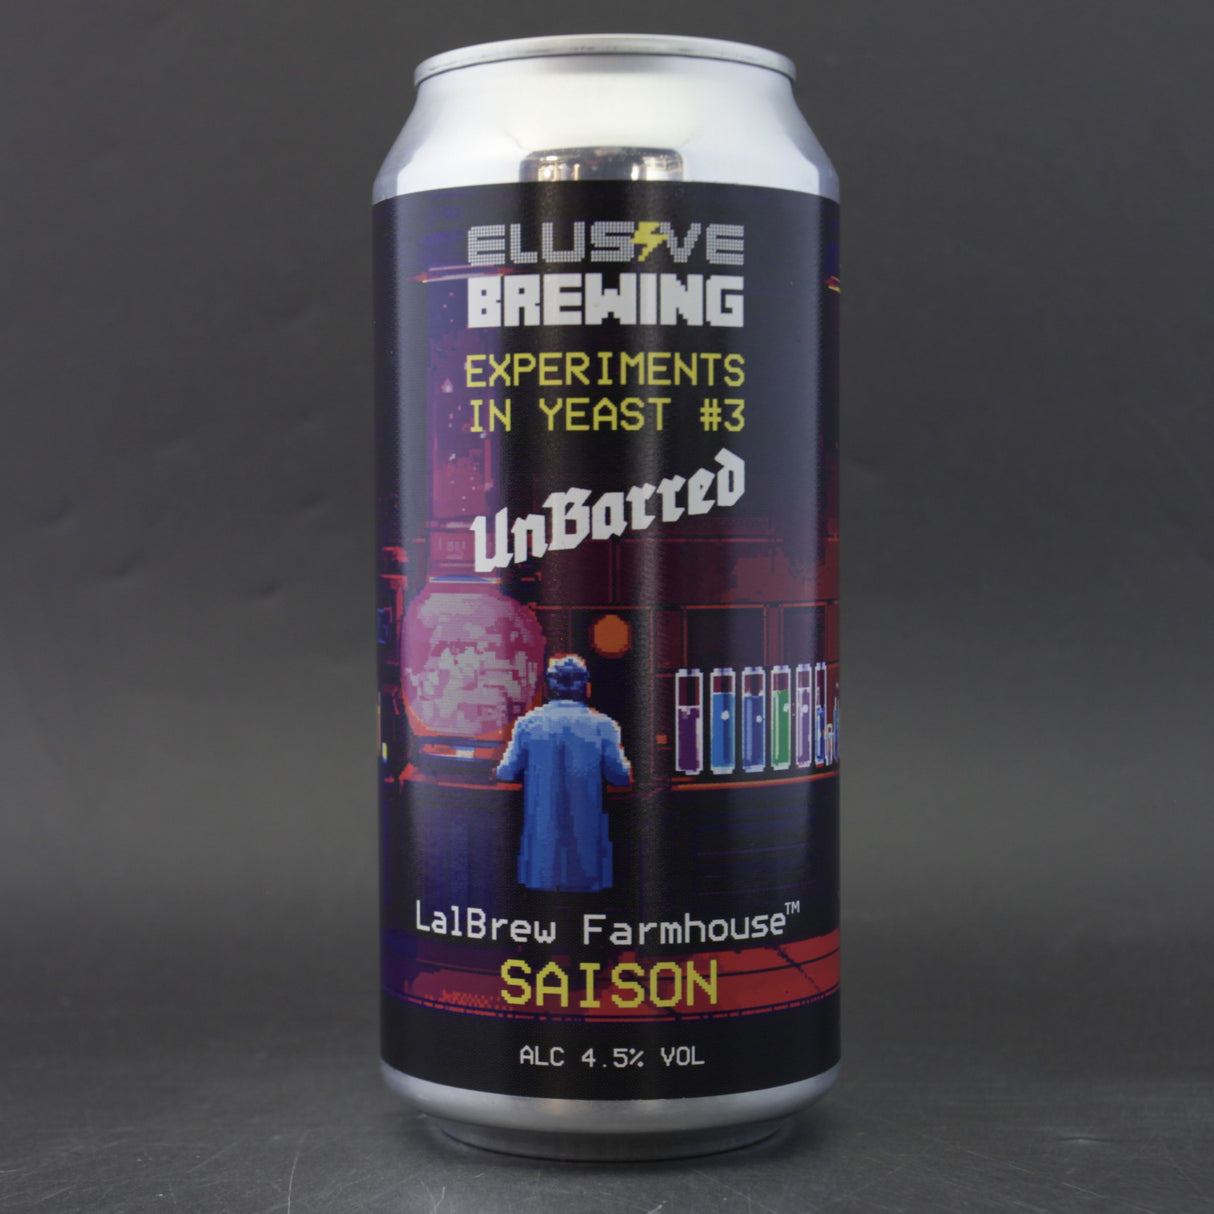 ELUSIVE
BREWING
EXPERIMENTS
IN YEAST #3
UnBarred
LalBrew Farmhouse™
SAISON
ALC 4.5% VOL